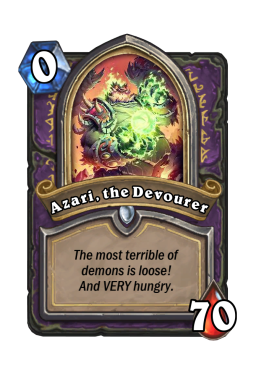 0
Azari, the Devourer
The most terrible of
demons is loose!
And VERY hungry.
70